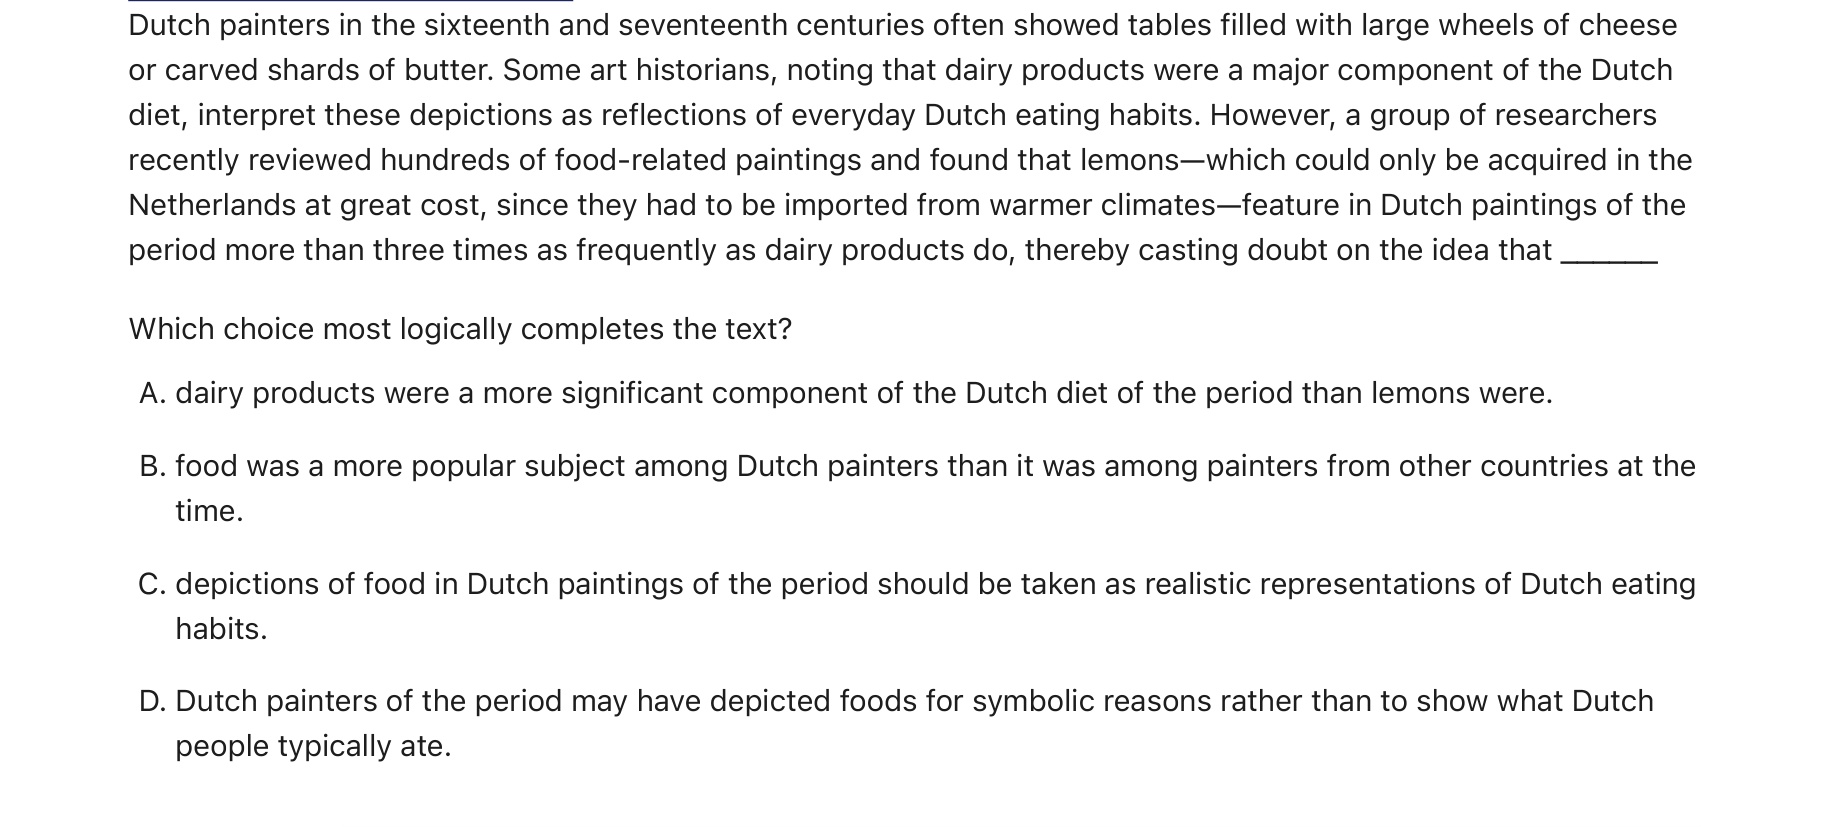 Dutch painters in the sixteenth and seventeenth centuries often showed tables filled with large wheels of cheese
or carved shards of butter. Some art historians, noting that dairy products were a major component of the Dutch
diet, interpret these depictions as reflections of everyday Dutch eating habits. However, a group of researchers
recently reviewed hundreds of food-related paintings and found that lemons—which could only be acquired in the
Netherlands at great cost, since they had to be imported from warmer climates—feature in Dutch paintings of the
period more than three times as frequently as dairy products do, thereby casting doubt on the idea that ______
Which choice most logically completes the text?
A. dairy products were a more significant component of the Dutch diet of the period than lemons were.
B. food was a more popular subject among Dutch painters than it was among painters from other countries at the
time.
C. depictions of food in Dutch paintings of the period should be taken as realistic representations of Dutch eating
habits.
D. Dutch painters of the period may have depicted foods for symbolic reasons rather than to show what Dutch
people typically ate.